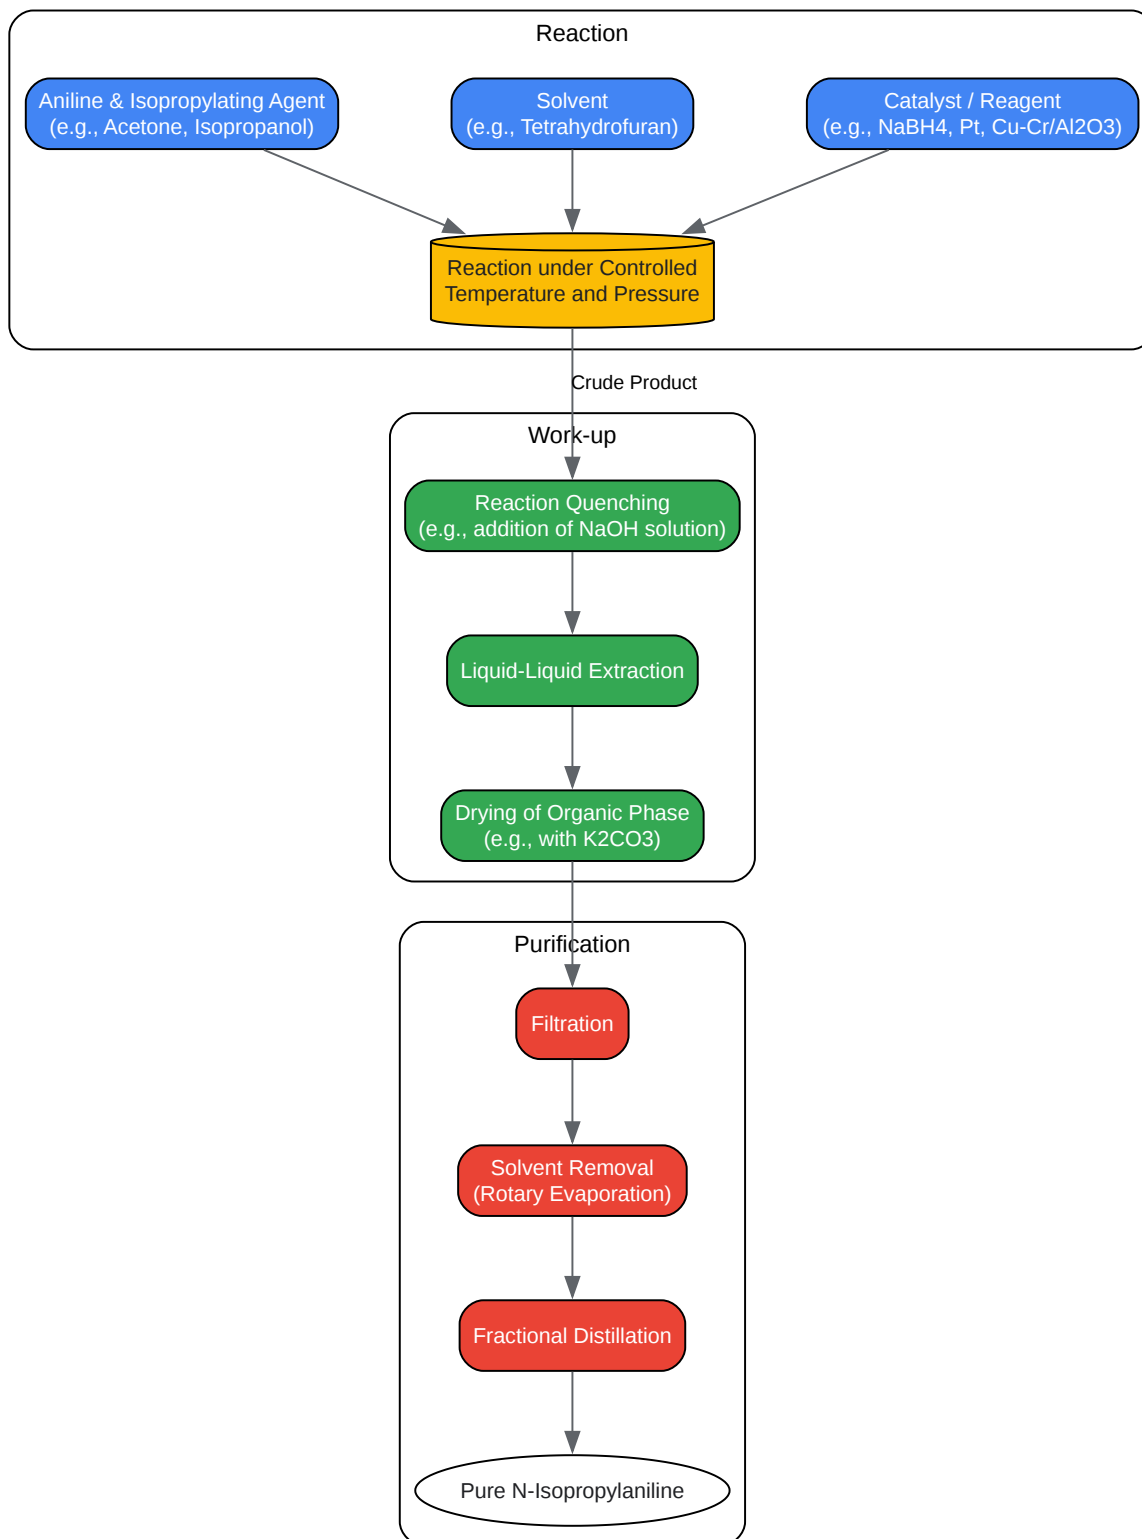 Reaction
Aniline & Isopropylating Agent
(e.g., Acetone, Isopropanol)
Solvent
(e.g., Tetrahydrofuran)
Catalyst / Reagent
(e.g., NaBH4, Pt, Cu-Cr/Al2O3)
Reaction under Controlled
Temperature and Pressure
Crude Product
Work-up
Reaction Quenching
(e.g., addition of NaOH solution)
Liquid-Liquid Extraction
Drying of Organic Phase
(e.g., with K2CO3)
Purification
Filtration
Solvent Removal
(Rotary Evaporation)
Fractional Distillation
Pure N-Isopropylaniline